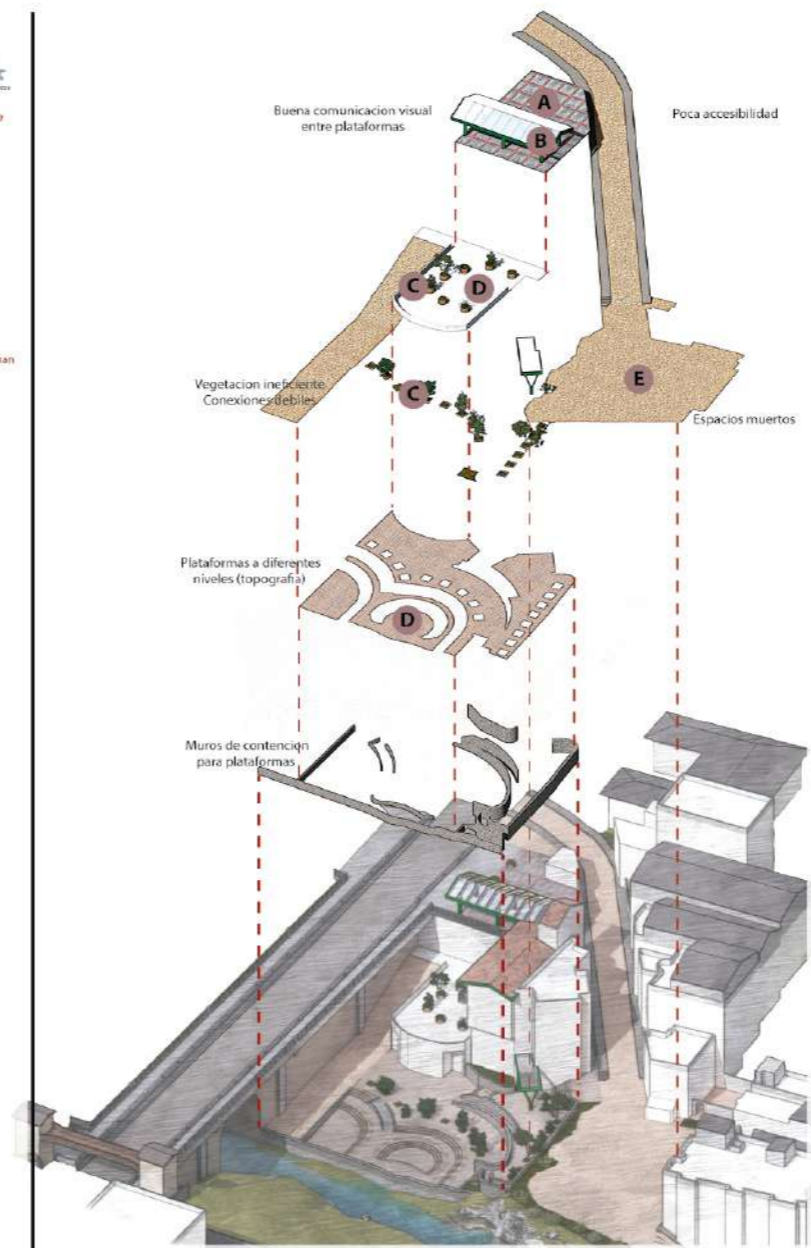 Buena comunicacion visual
entre plataformas
A
B
Poca accesibilidad
C
D
Vegetacion ineficiente
Conexiones debiles
C
E
Espacios muertos
Plataformas a diferentes
niveles (topografia)
D
Muros de contención
para plataformas